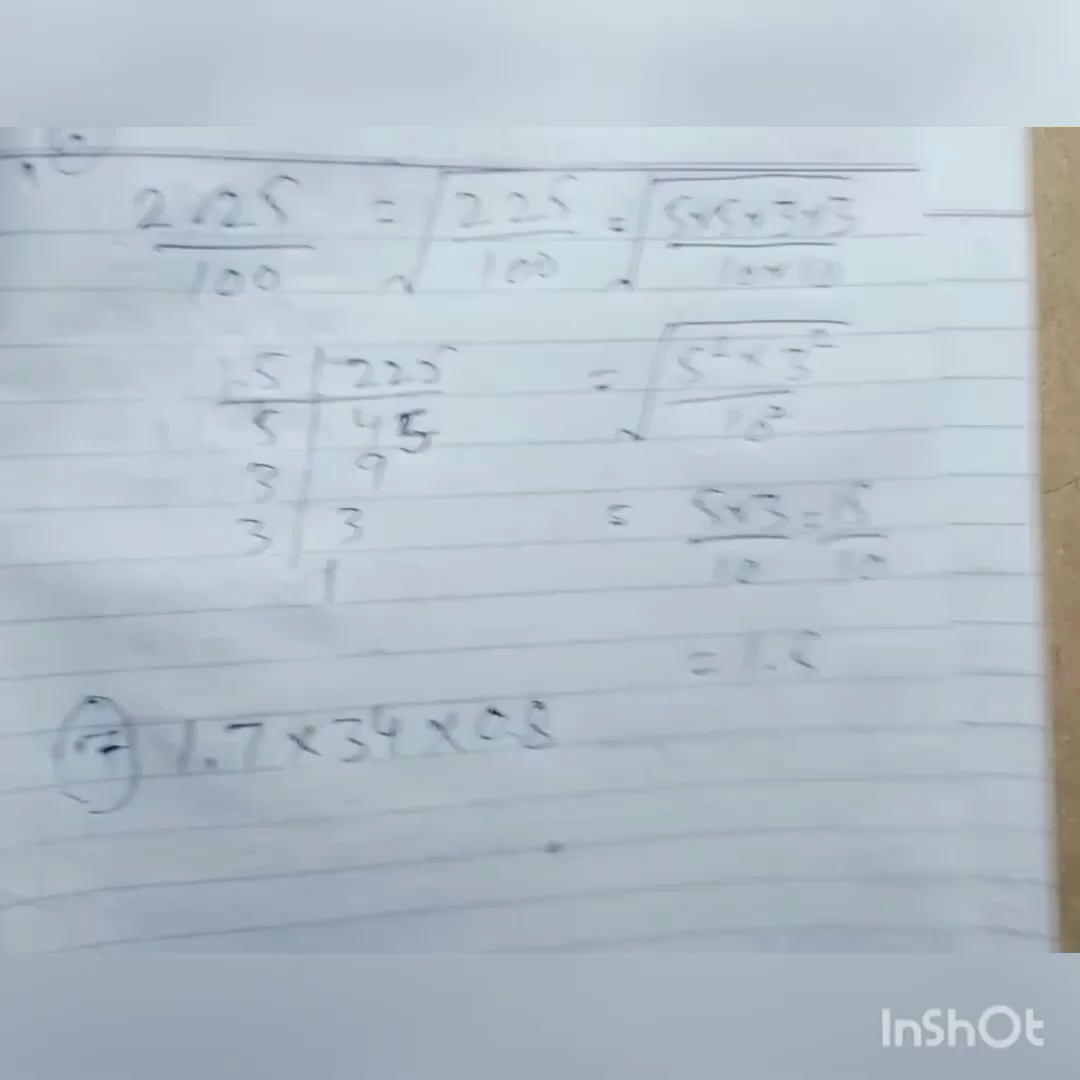 2.25/100 = √225/100 = √5×5×3×3/10×10
5 | 225
5 | 45
3 | 9
3 | 3
1
= √5²×3²/10²
= 5×3/10 = 15/10
= 1.5
1.7×34×0.8
InShOt